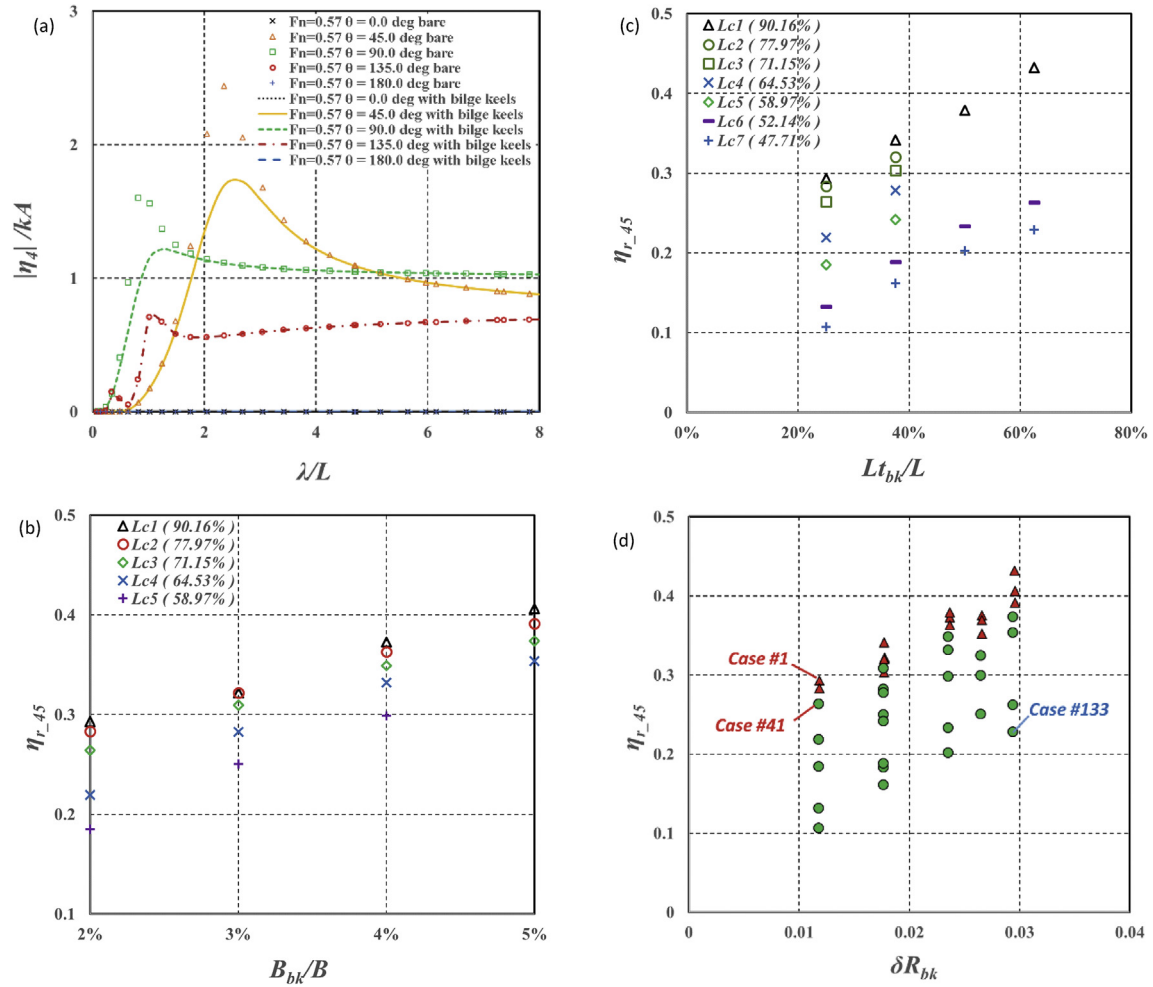 (a)
Fn=0.57 θ = 0.0 deg bare
Fn=0.57 θ = 45.0 deg bare
Fn=0.57 θ = 90.0 deg bare
Fn=0.57 θ = 135.0 deg bare
Fn=0.57 θ = 180.0 deg bare
Fn=0.57 θ = 0.0 deg with bilge keels
Fn=0.57 θ = 45.0 deg with bilge keels
Fn=0.57 θ = 90.0 deg with bilge keels
Fn=0.57 θ = 135.0 deg with bilge keels
Fn=0.57 θ = 180.0 deg with bilge keels
3
2
1
0
|η4| /kA
0 2 4 6 8
λ/L
(c)
Lc1 ( 90.16% )
Lc2 ( 77.97% )
Lc3 ( 71.15% )
Lc4 ( 64.53% )
Lc5 ( 58.97% )
Lc6 ( 52.14% )
Lc7 ( 47.71% )
0.5
0.4
0.3
0.2
0.1
0
ηr_45
0% 20% 40% 60% 80%
Ltbk/L
(b)
Lc1 ( 90.16% )
Lc2 ( 77.97% )
Lc3 ( 71.15% )
Lc4 ( 64.53% )
Lc5 ( 58.97% )
0.5
0.4
0.3
0.2
0.1
ηr_45
2% 3% 4% 5%
Bbk/B
(d)
Case #1
Case #41
Case #133
0.5
0.4
0.3
0.2
0.1
0
ηr_45
0 0.01 0.02 0.03 0.04
δRbk